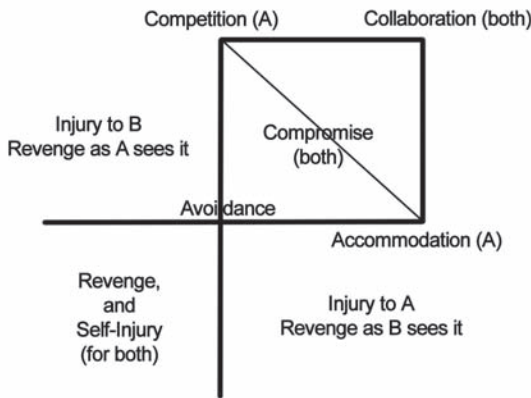 Competition (A)
Collaboration (both)
Injury to B
Revenge as A sees it
Compromise
(both)
Avoidance
Accommodation (A)
Revenge,
and
Self-Injury
(for both)
Injury to A
Revenge as B sees it